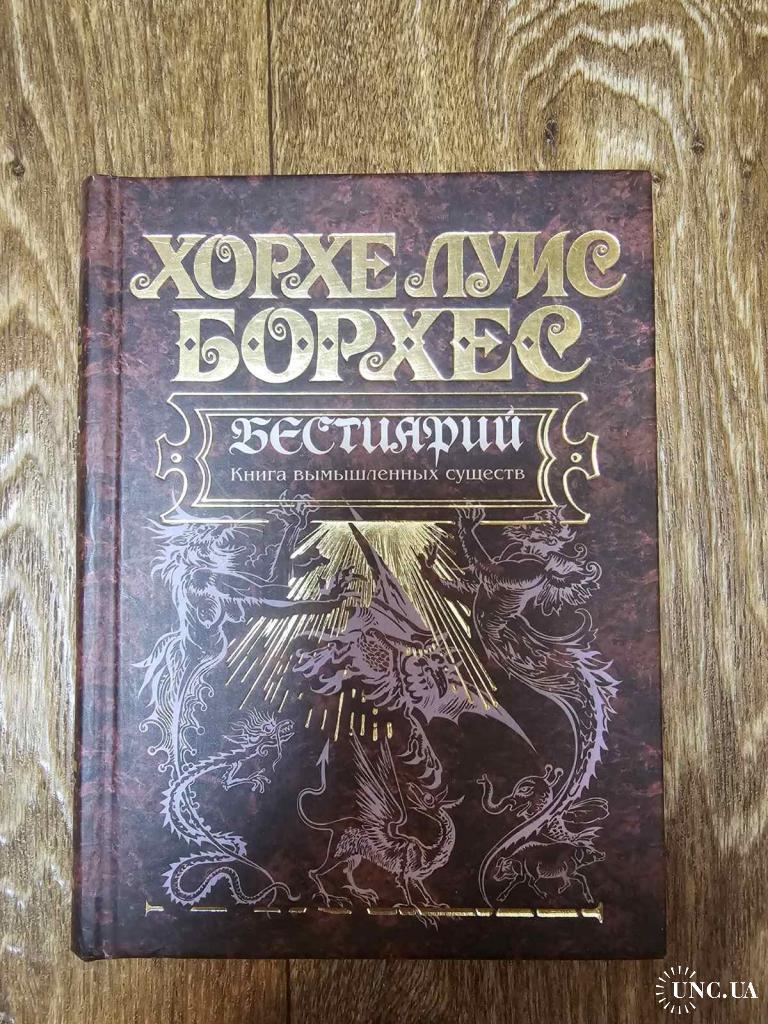 ХОРХЕ ЛУИС
БОРХЕС
БЕСТИАРИЙ
Книга вымышленных существ
UNC.UA